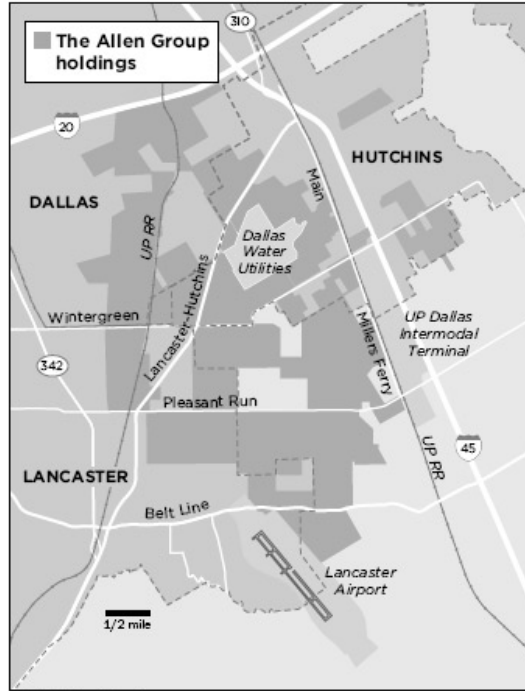 310
The Allen Group
holdings
20
HUTCHINS
Main
DALLAS
UP RR
Dallas
Water
Utilities
Lancaster-Hutchins
Wintergreen
UP Dallas
Intermodal
Terminal
Millers Ferry
342
Pleasant Run
UP RR
45
LANCASTER
Belt Line
Lancaster
Airport
1/2 mile